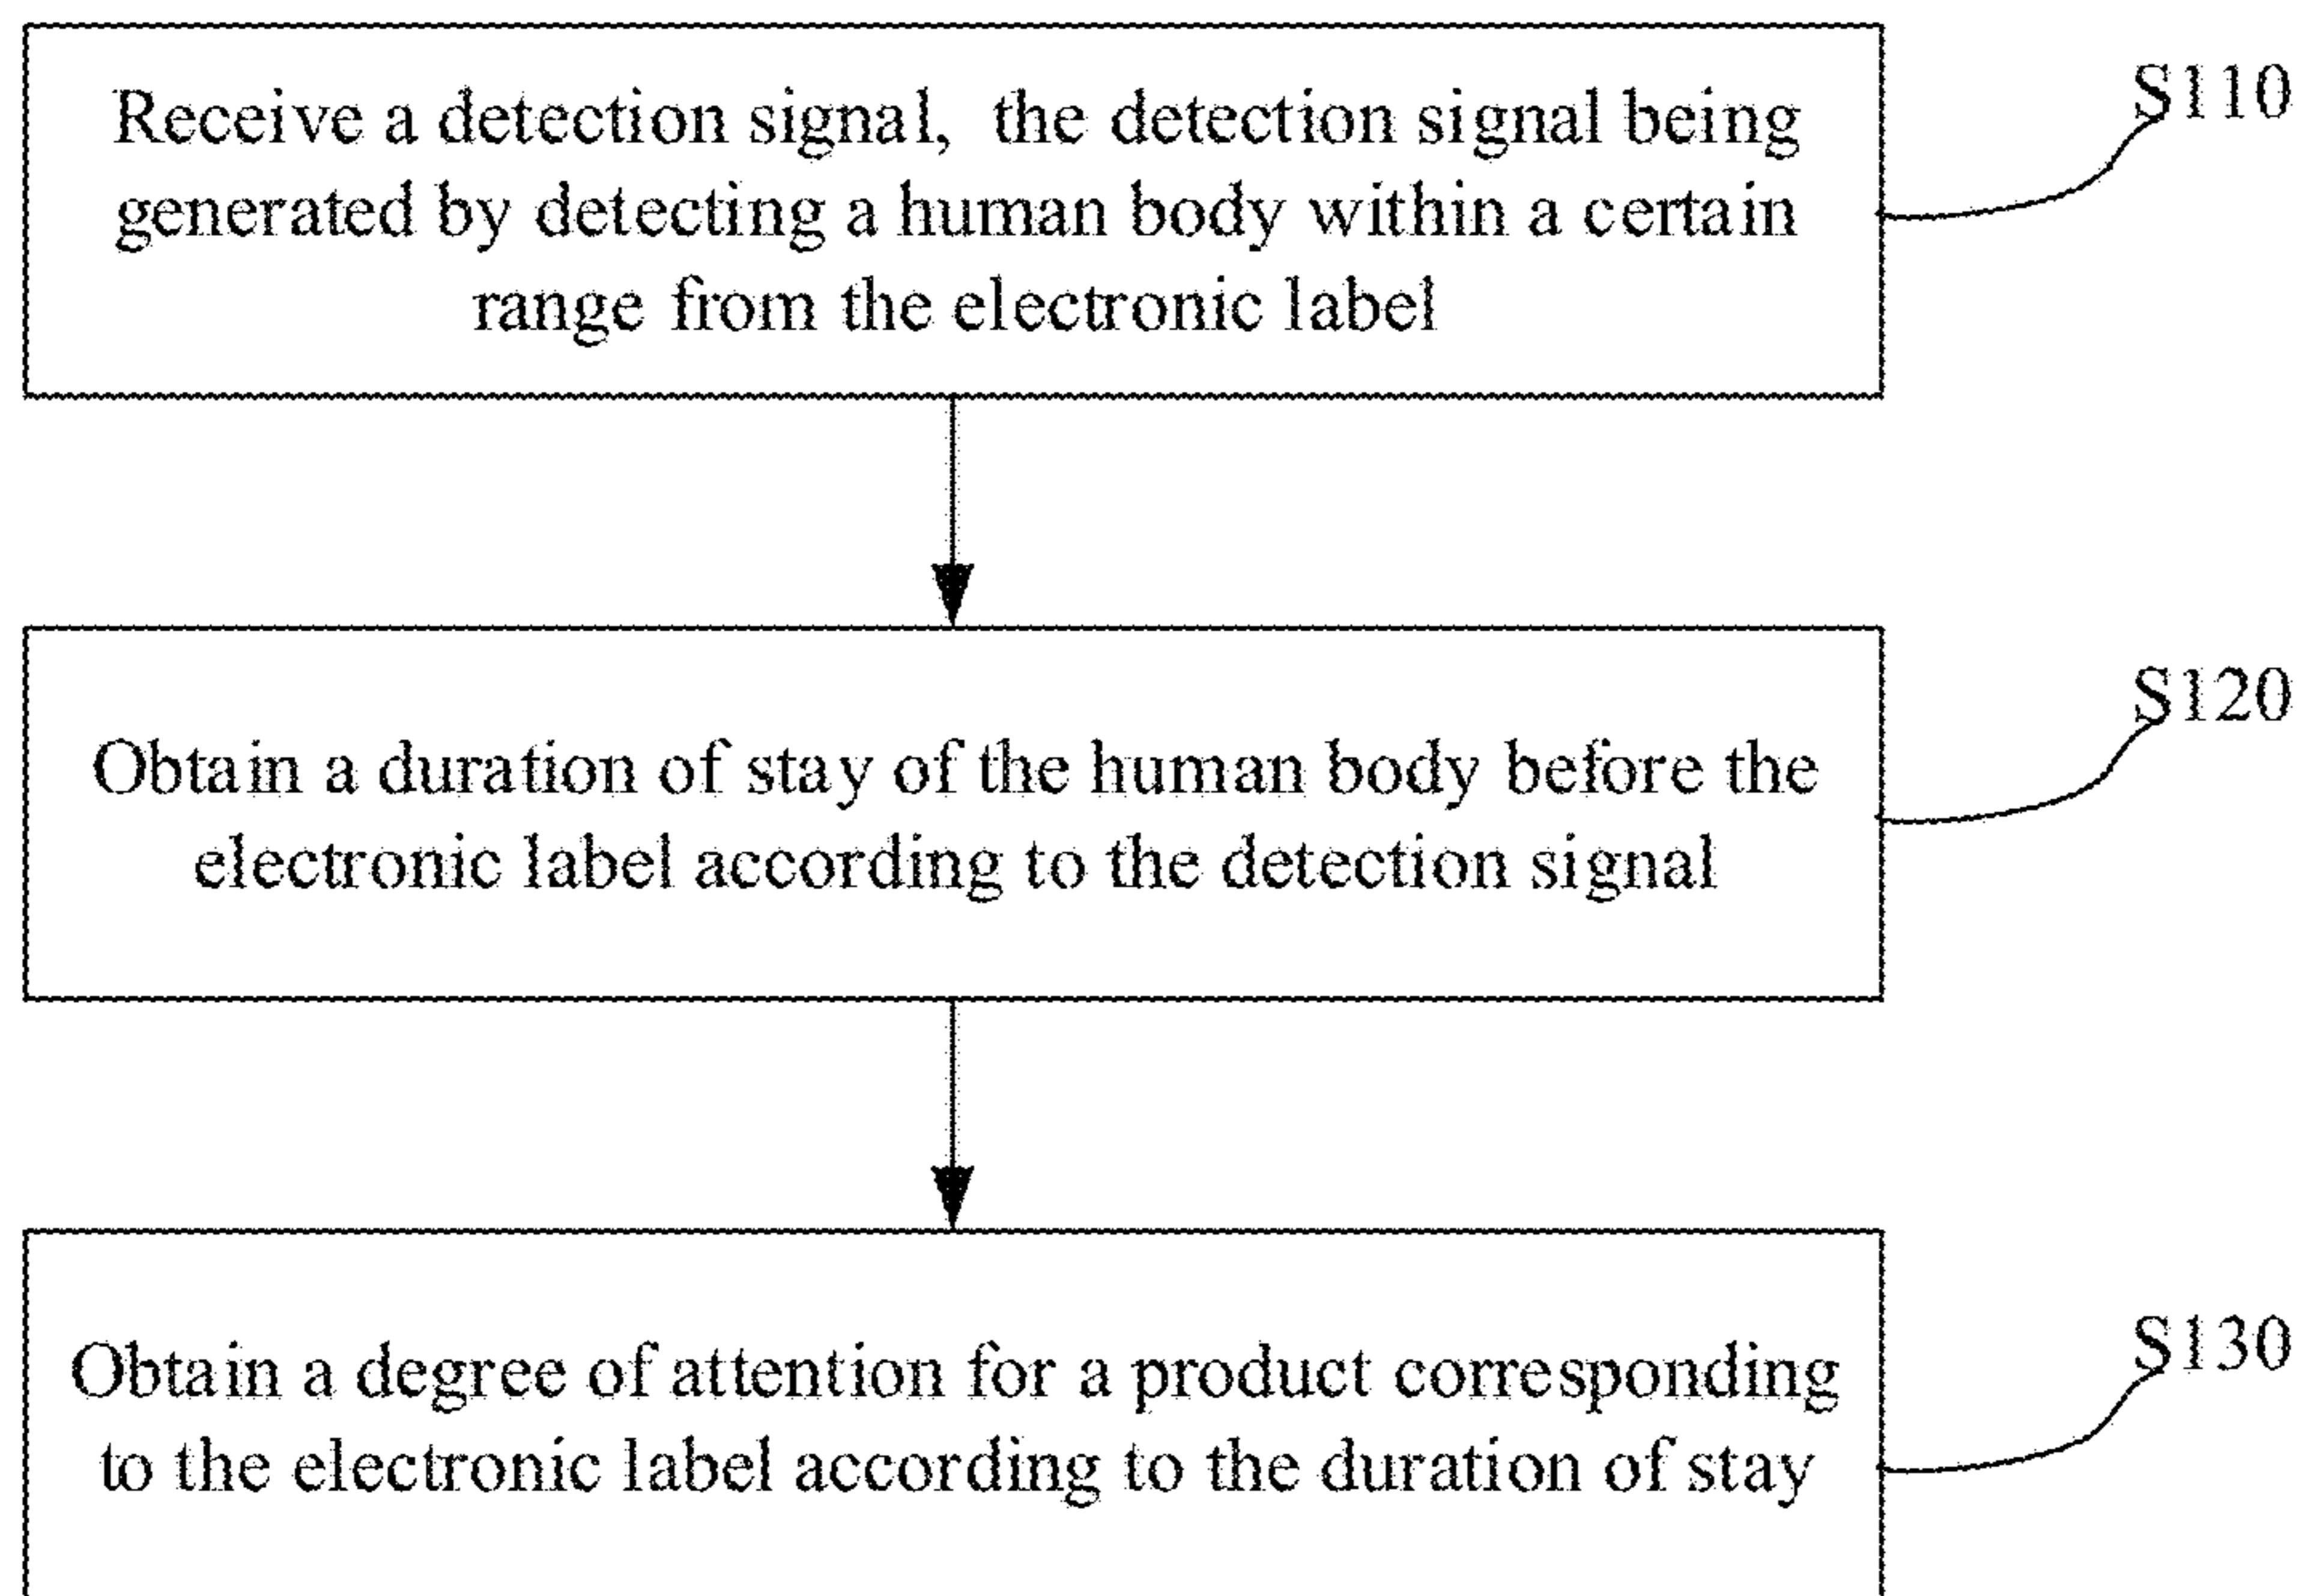 Receive a detection signal, the detection signal being
generated by detecting a human body within a certain
range from the electronic label
S110
Obtain a duration of stay of the human body before the
electronic label according to the detection signal
S120
Obtain a degree of attention for a product corresponding
to the electronic label according to the duration of stay
S130